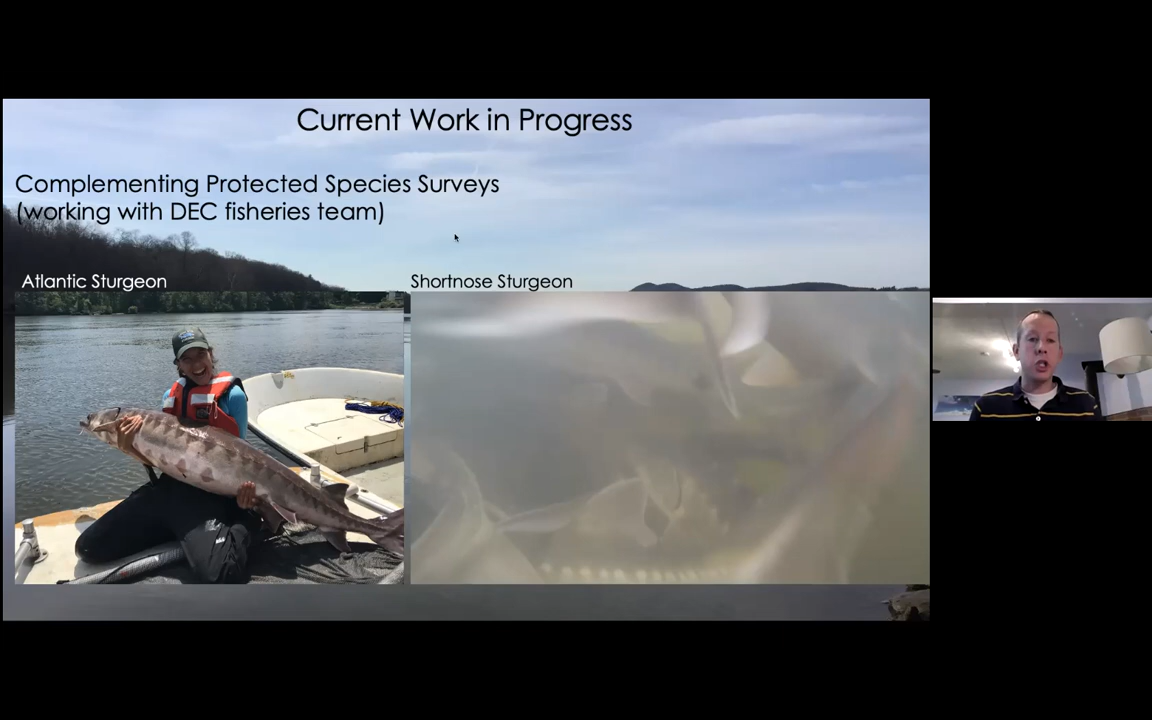 Current Work in Progress
Complementing Protected Species Surveys
(working with DEC fisheries team)
Atlantic Sturgeon
Shortnose Sturgeon